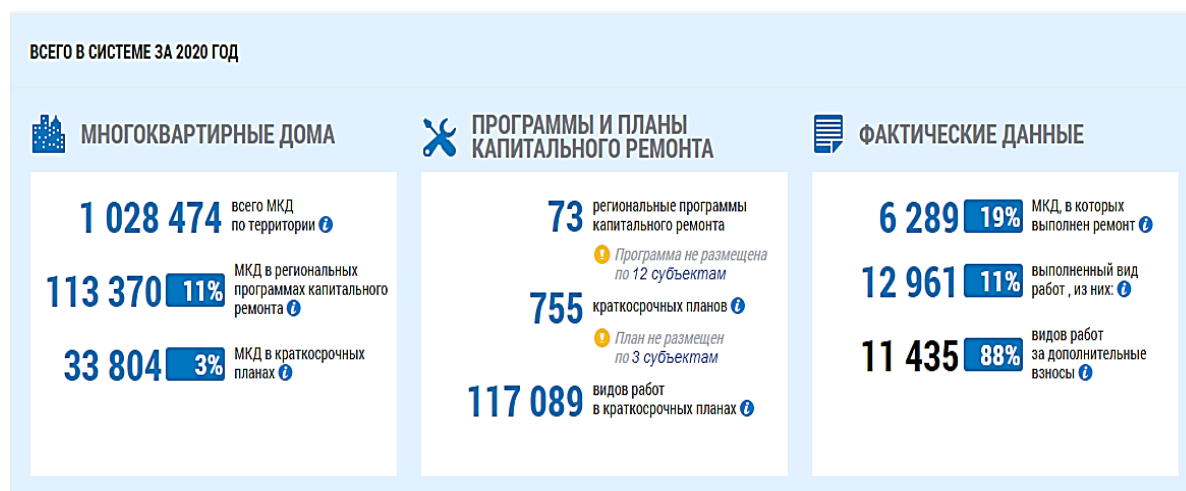 ВСЕГО В СИСТЕМЕ ЗА 2020 ГОД
МНОГОКВАРТИРНЫЕ ДОМА
1 028 474
всего МКД
по территории
113 370 11%
МКД в региональных
программах капитального
ремонта
33 804 3%
МКД в краткосрочных
планах
ПРОГРАММЫ И ПЛАНЫ
КАПИТАЛЬНОГО РЕМОНТА
73
региональные программы
капитального ремонта
Программа не размещена
по 12 субъектам
755 краткосрочных планов
План не размещен
по 3 субъектам
117 089
видов работ
в краткосрочных планах
ФАКТИЧЕСКИЕ ДАННЫЕ
6 289 19%
МКД, в которых
выполнен ремонт
12 961 11%
выполненный вид
работ , из них:
11 435 88%
видов работ
за дополнительные
взносы